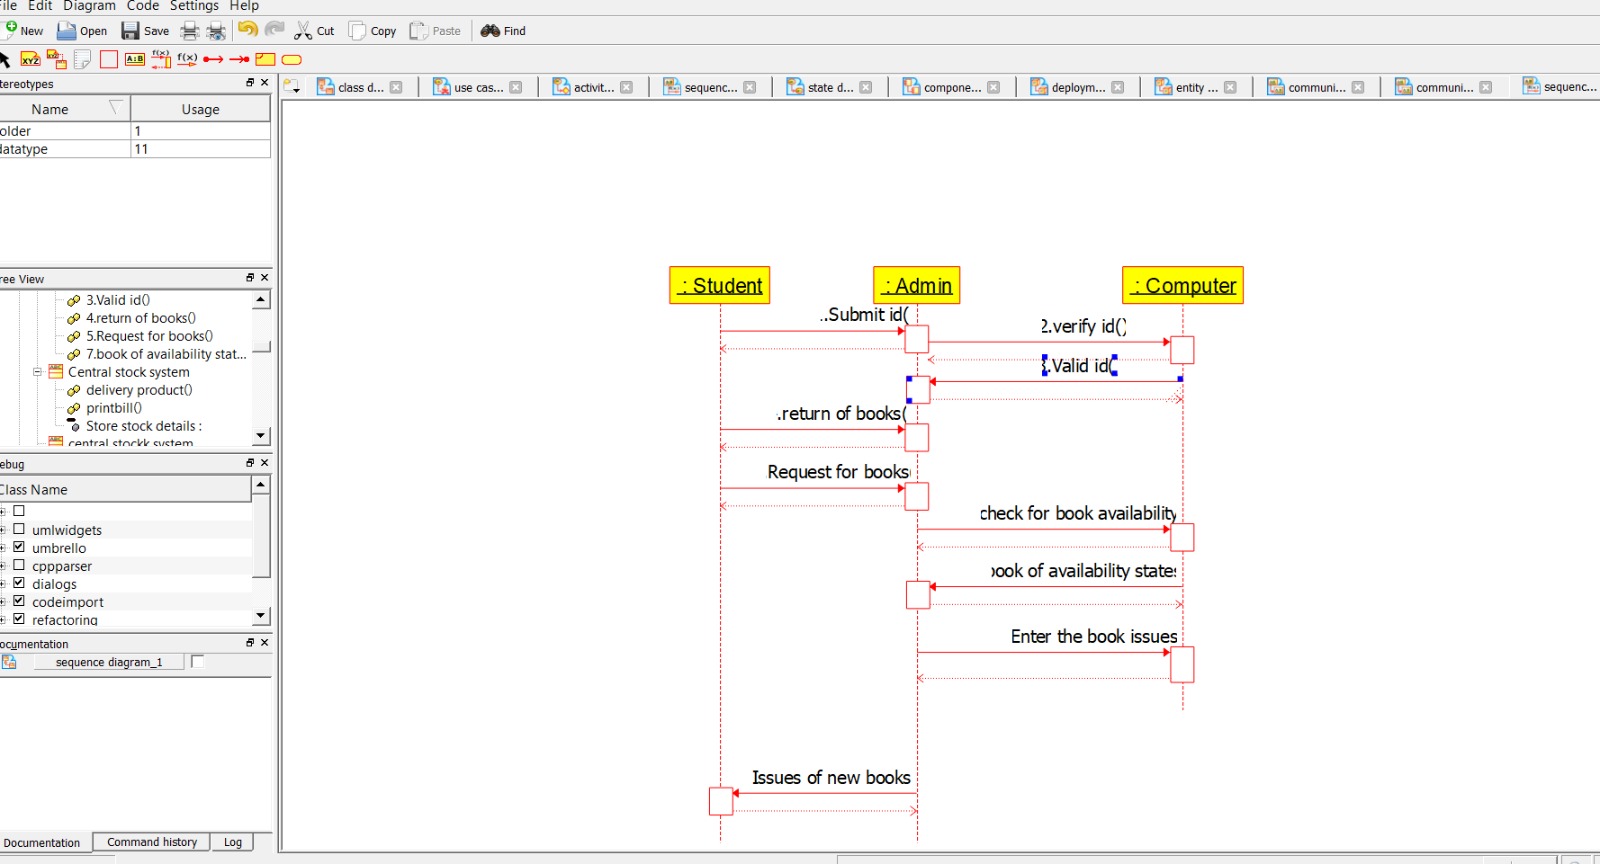 ile Edit Diagram Code Settings Help
New Open Save Cut Copy Paste Find
tereotypes
Name Usage
older 1
datatype 11
ree View
3.Valid id()
4.return of books()
5.Request for books()
7.book of availability stat...
Central stock system
delivery product()
printbill()
Store stock details :
central stockk system
ebug
Class Name
umlwidgets
umbrello
cppparser
dialogs
codeimport
refactoring
ocumentation
sequence diagram_1
Documentation Command history Log
class d... use cas... activit... sequenc... state d... compone... deploym... entity ... communi... communi... sequenc...
: Student : Admin : Computer
.Submit id(
2.verify id()
.Valid id(
.return of books(
Request for books
check for book availability
book of availability states
Enter the book issues
Issues of new books